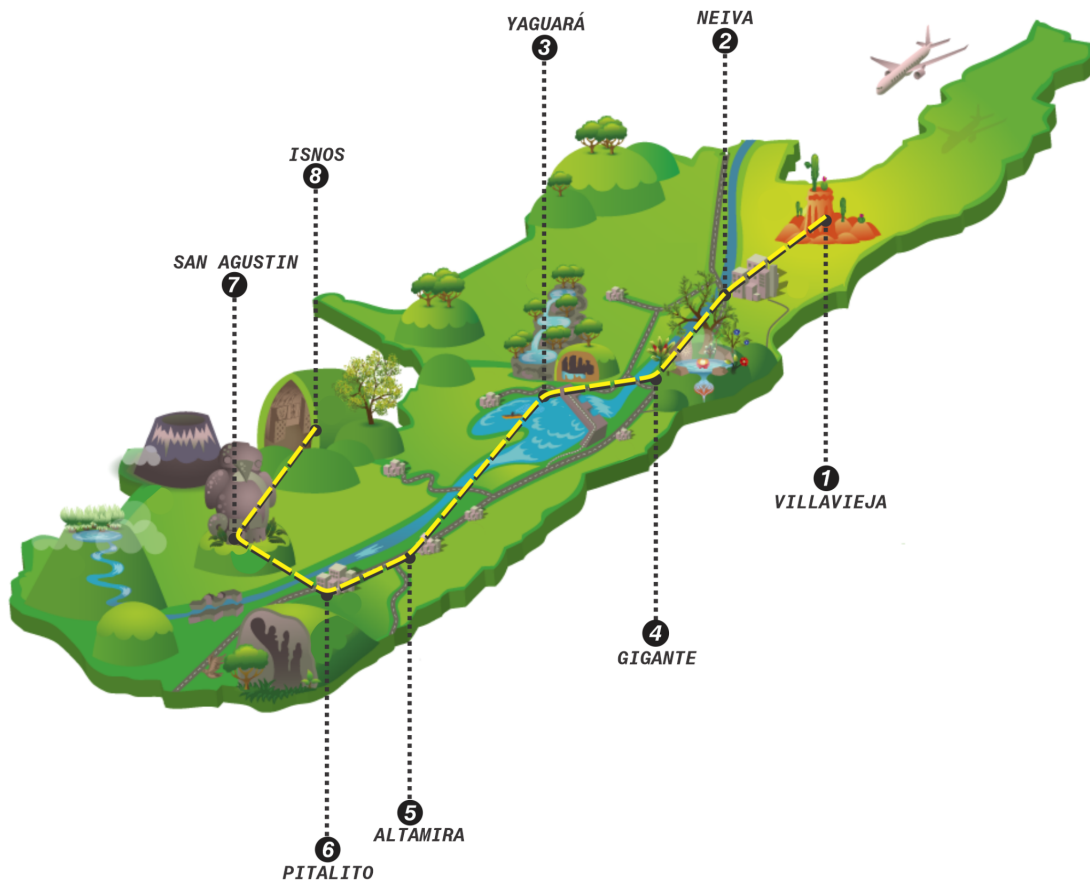 NEIVA
2
YAGUARÁ
3
ISNOS
8
SAN AGUSTIN
7
1
VILLAVIEJA
4
GIGANTE
5
ALTAMIRA
6
PITALITO